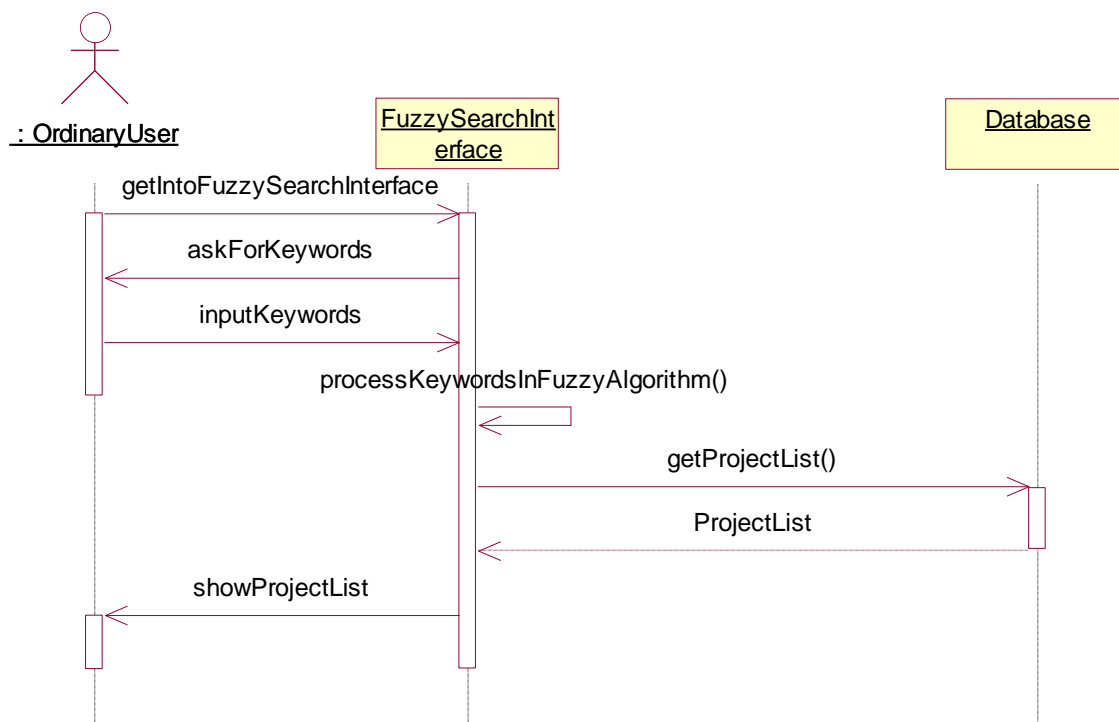 : OrdinaryUser
FuzzySearchInt
erface
Database
getIntoFuzzySearchInterface
askForKeywords
inputKeywords
processKeywordsInFuzzyAlgorithm()
getProjectList()
ProjectList
showProjectList